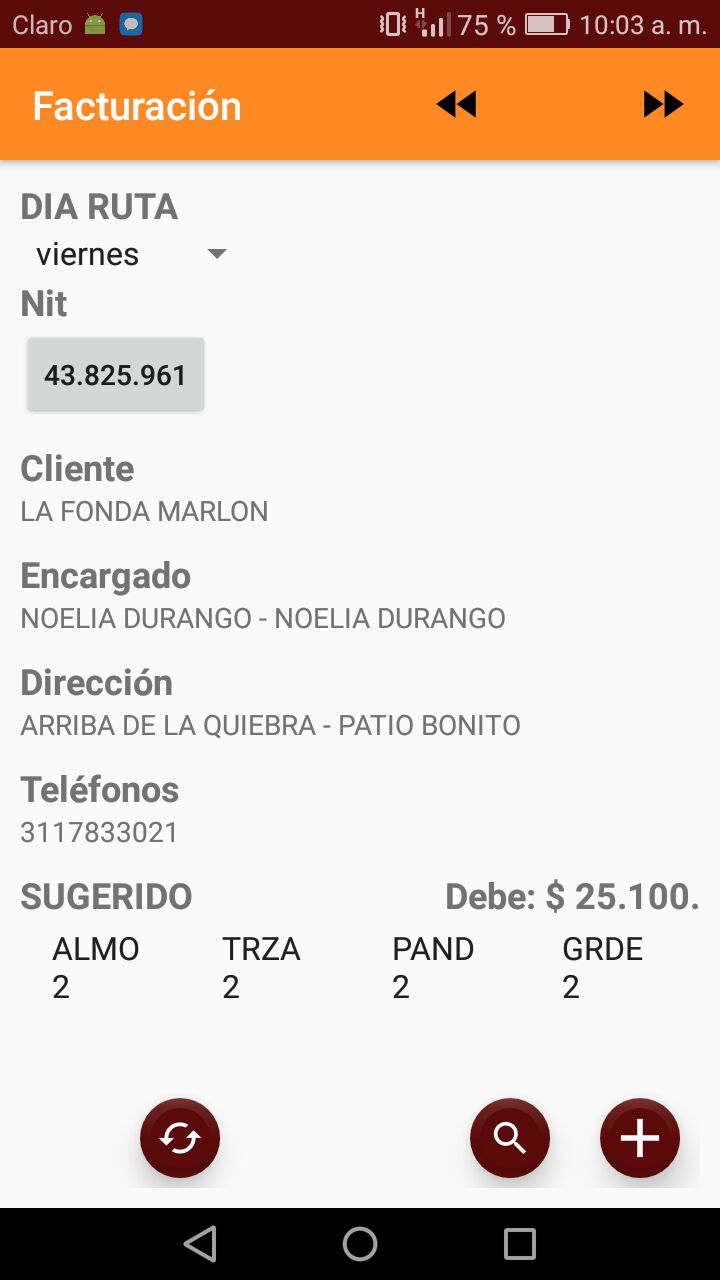 Claro H 75 % 10:03 a. m.
Facturación
DIA RUTA
viernes
Nit
43.825.961
Cliente
LA FONDA MARLON
Encargado
NOELIA DURANGO - NOELIA DURANGO
Dirección
ARRIBA DE LA QUIEBRA - PATIO BONITO
Teléfonos
3117833021
SUGERIDO Debe: $ 25.100.
ALMO TRZA PAND GRDE
2 2 2 2